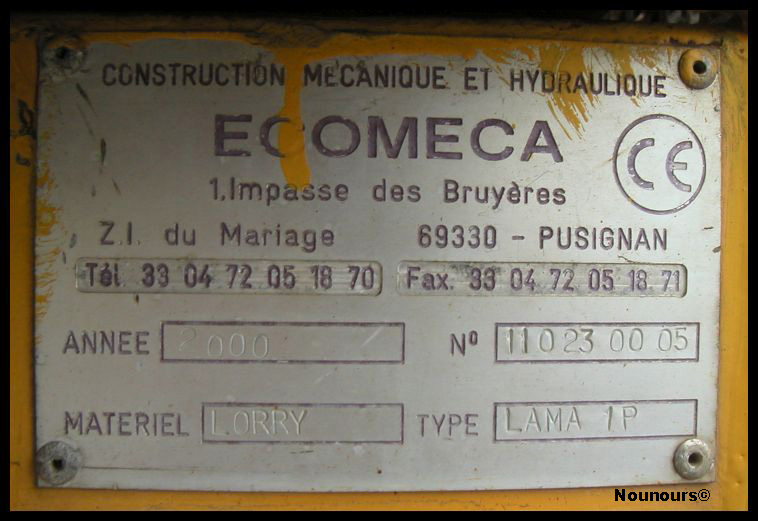 CONSTRUCTION MECANIQUE ET HYDRAULIQUE
ECOMECA
CE
1, Impasse des Bruyères
Z.I. du Mariage 69330 - PUSIGNAN
Tél. 33 04 72 05 18 70 Fax. 33 04 72 05 18 71
ANNEE 2000 N° 11023 00 05
MATERIEL LORRY TYPE LAMA 1P
Nounours©